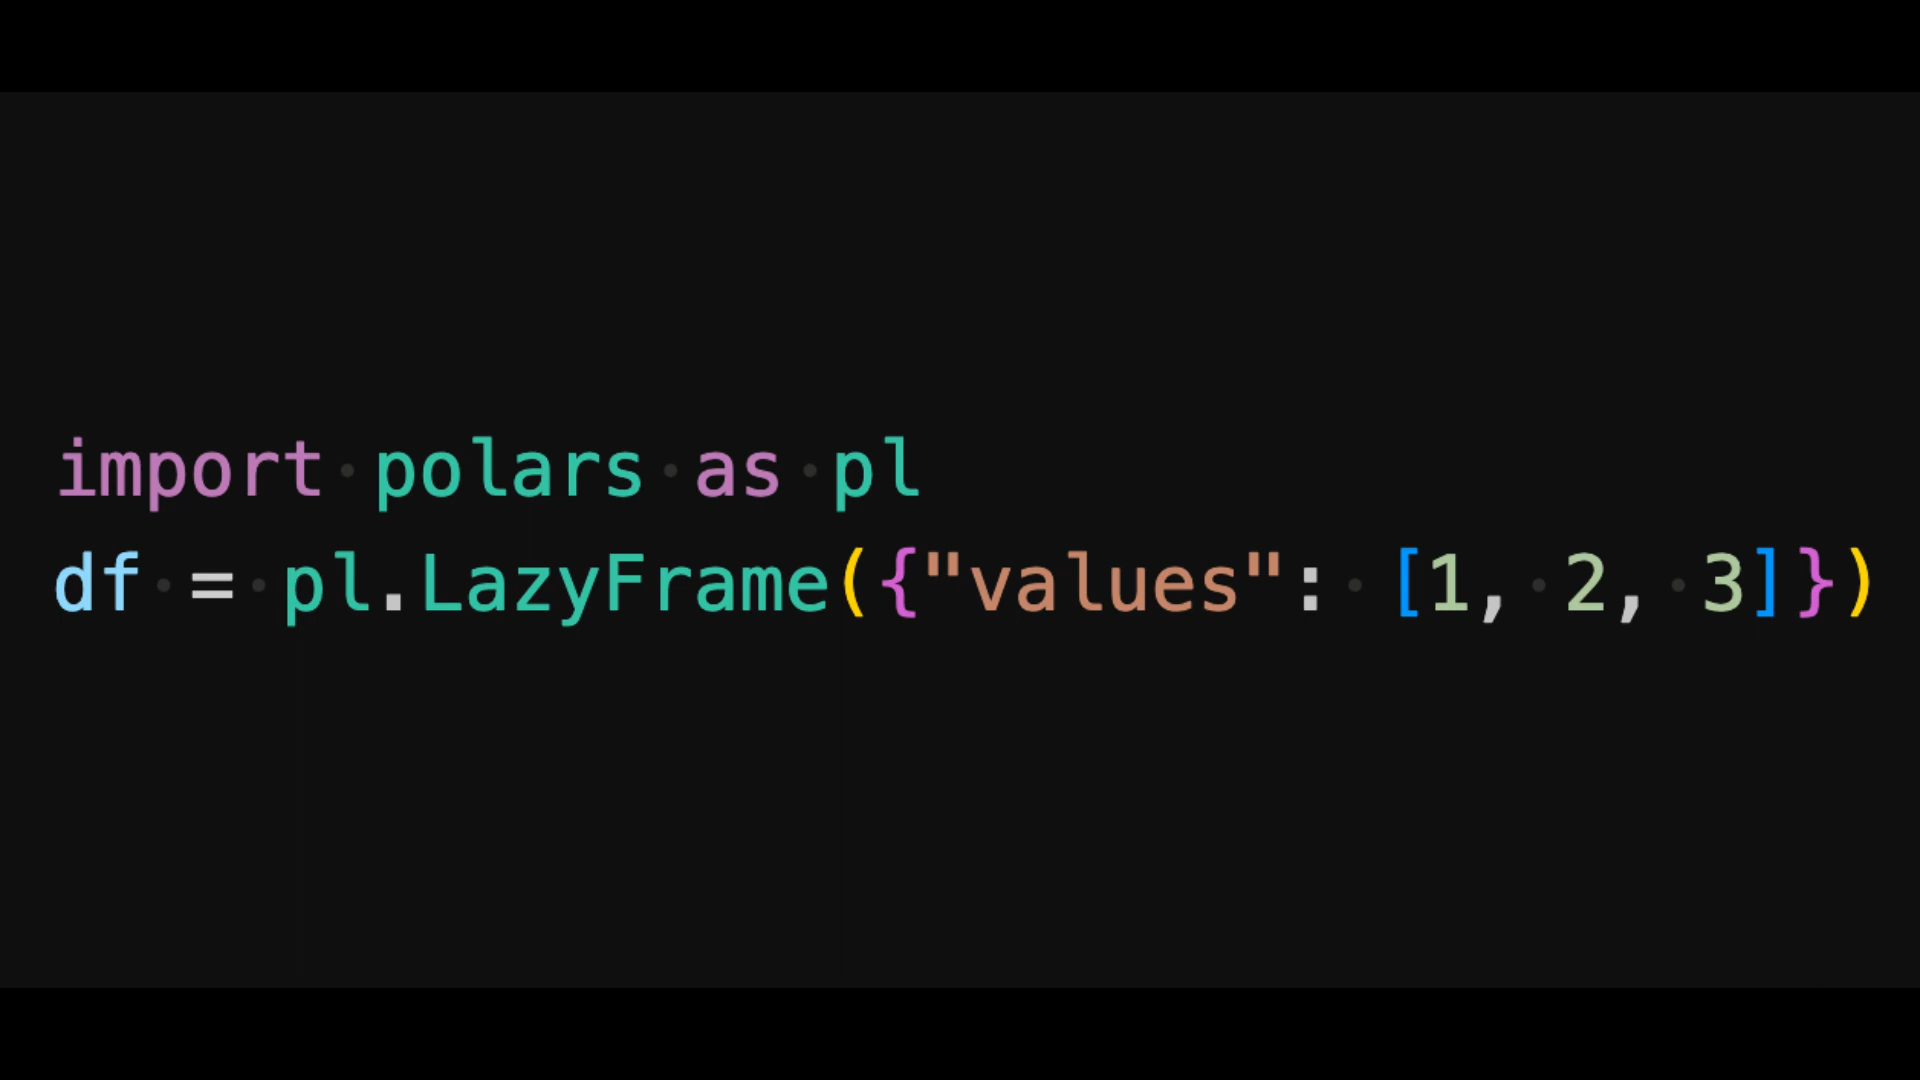 import polars as pl
df = pl.LazyFrame({"values": [1, 2, 3]})